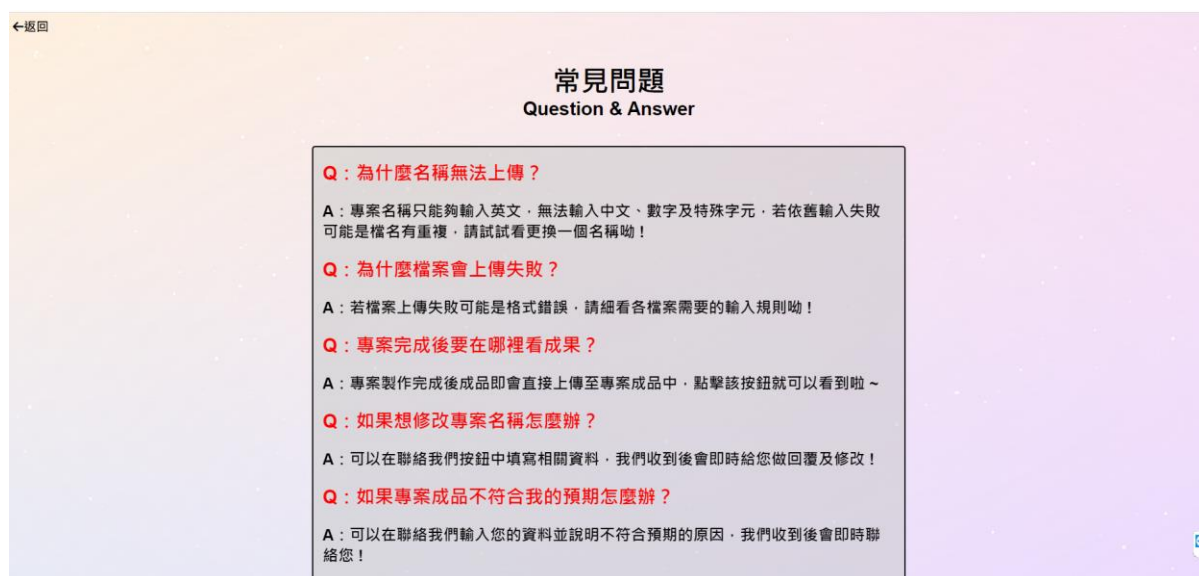 ←返回
常見問題
Question & Answer
Q：為什麼名稱無法上傳？
A：專案名稱只能夠輸入英文，無法輸入中文、數字及特殊字元，若依舊輸入失敗
可能是檔名有重複，請試試看更換一個名稱呦！
Q：為什麼檔案會上傳失敗？
A：若檔案上傳失敗可能是格式錯誤，請細看各檔案需要的輸入規則呦！
Q：專案完成後要在哪裡看成果？
A：專案製作完成後成品即會直接上傳至專案成品中，點擊該按鈕就可以看到啦～
Q：如果想修改專案名稱怎麼辦？
A：可以在聯絡我們按鈕中填寫相關資料，我們收到後會即時給您做回覆及修改！
Q：如果專案成品不符合我的預期怎麼辦？
A：可以在聯絡我們輸入您的資料並說明不符合預期的原因，我們收到後會即時聯
絡您！